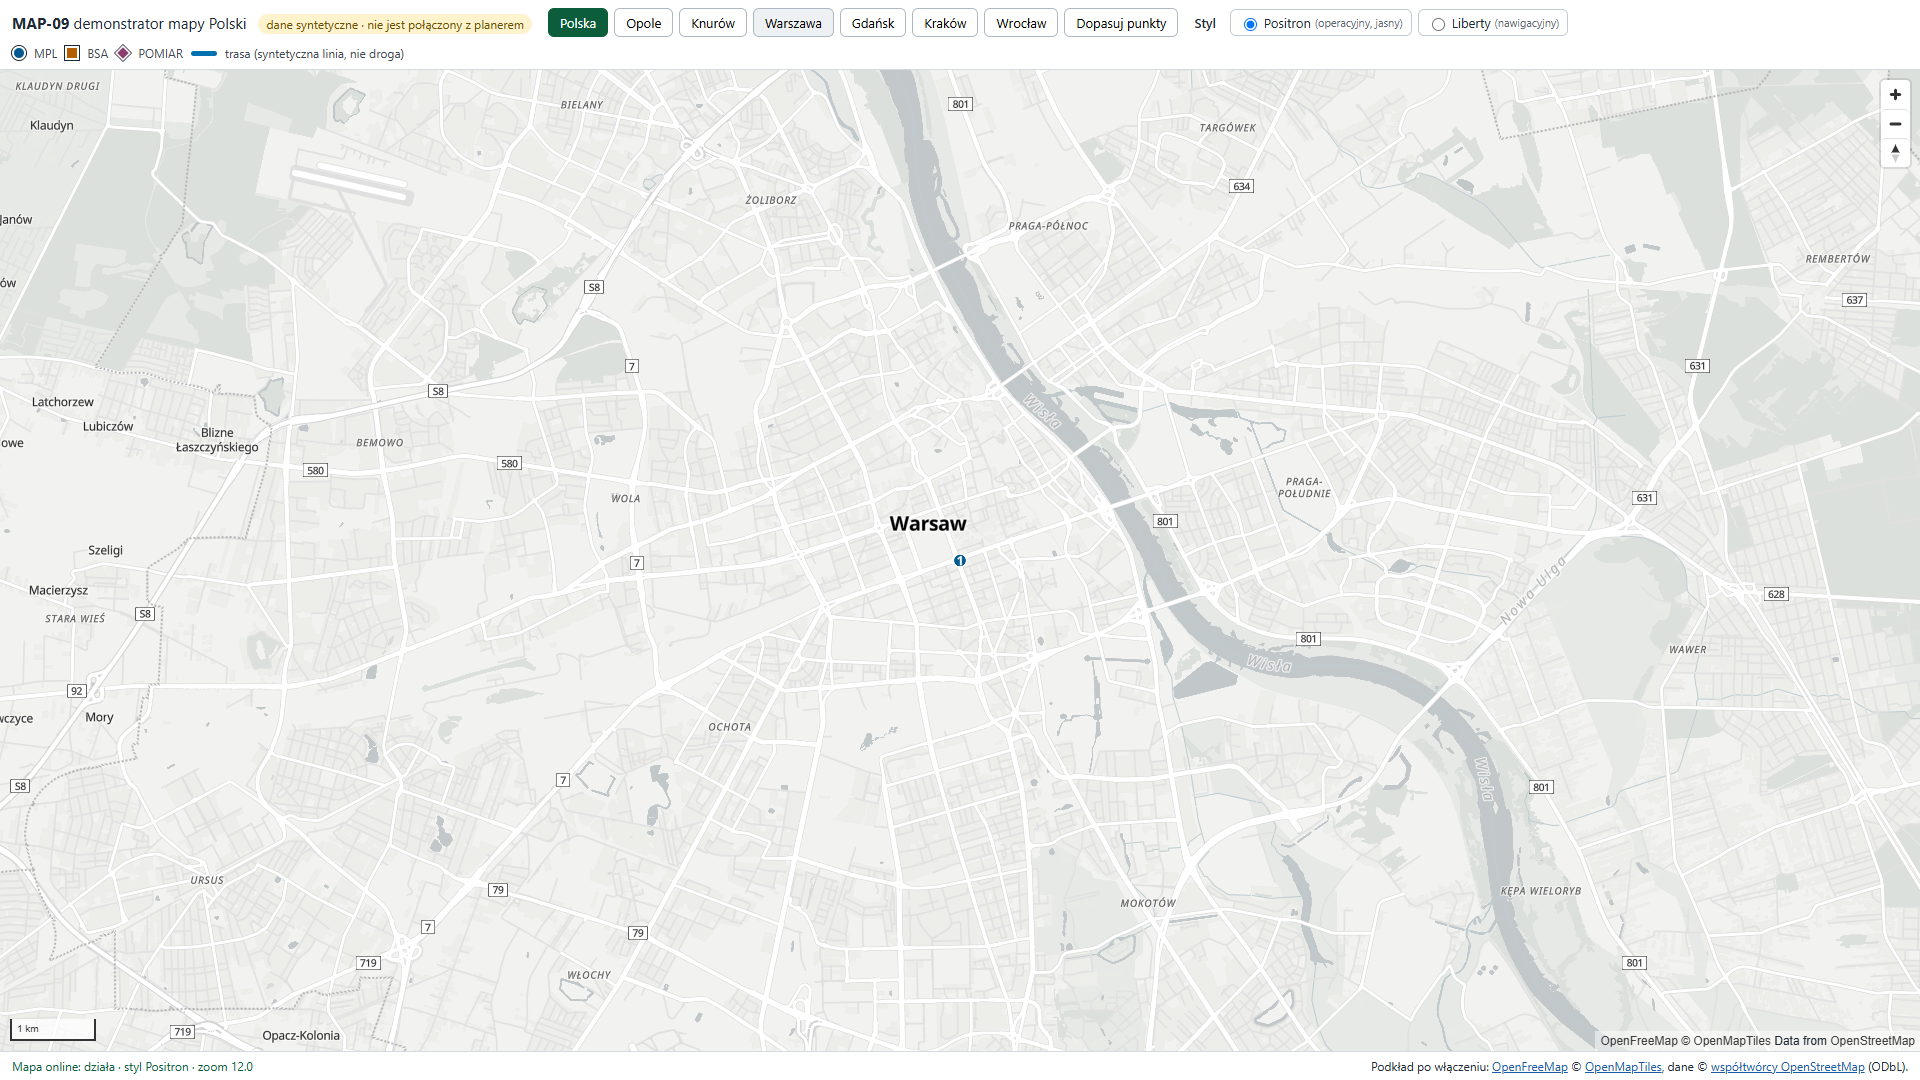 MAP-09 demonstrator mapy Polski
dane syntetyczne · nie jest połączony z planerem
Polska
Opole
Knurów
Warszawa
Gdańsk
Kraków
Wrocław
Dopasuj punkty
Styl
Positron (operacyjny, jasny)
Liberty (nawigacyjny)
MPL
BSA
POMIAR
trasa (syntetyczna linia, nie droga)
KLAUDYN DRUGI
Klaudyn
BIELANY
801
TARGÓWEK
634
ŻOLIBORZ
Janów
PRAGA-PÓŁNOC
REMBERTÓW
ów
S8
637
7
631
S8
Latchorzew
Lubiczów
Blizne
Łaszczyńskiego
owe
BEMOWO
Wisła
580
580
WOLA
PRAGA-
POŁUDNIE
631
Warsaw
801
Szeligi
1
7
Macierzysz
Nowa Ulga
628
S8
STARA WIEŚ
801
WAWER
Wisła
92
Mory
wczyce
OCHOTA
7
S8
Wisła
801
URSUS
79
KĘPA WIELORYB
MOKOTÓW
7
79
719
801
WŁOCHY
719
Opacz-Kolonia
1 km
OpenFreeMap © OpenMapTiles Data from OpenStreetMap
Mapa online: działa · styl Positron · zoom 12.0
Podkład po włączeniu: OpenFreeMap © OpenMapTiles, dane © współtwórcy OpenStreetMap (ODbL).